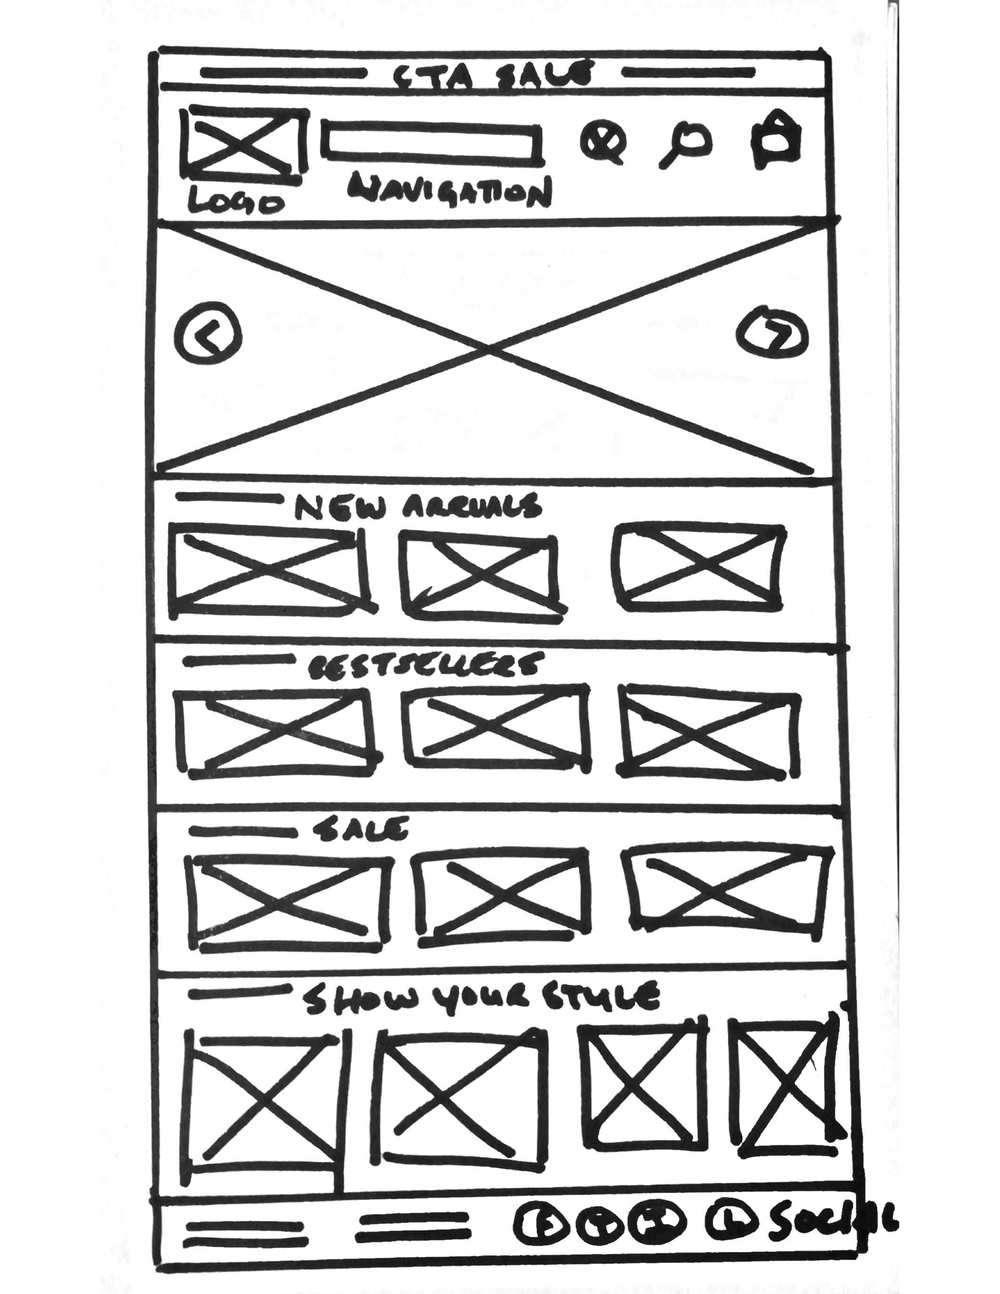 CTA SALE
LOGO
NAVIGATION
<
>
NEW ARRIVALS
BESTSELLERS
SALE
SHOW YOUR STYLE
F T I L Social